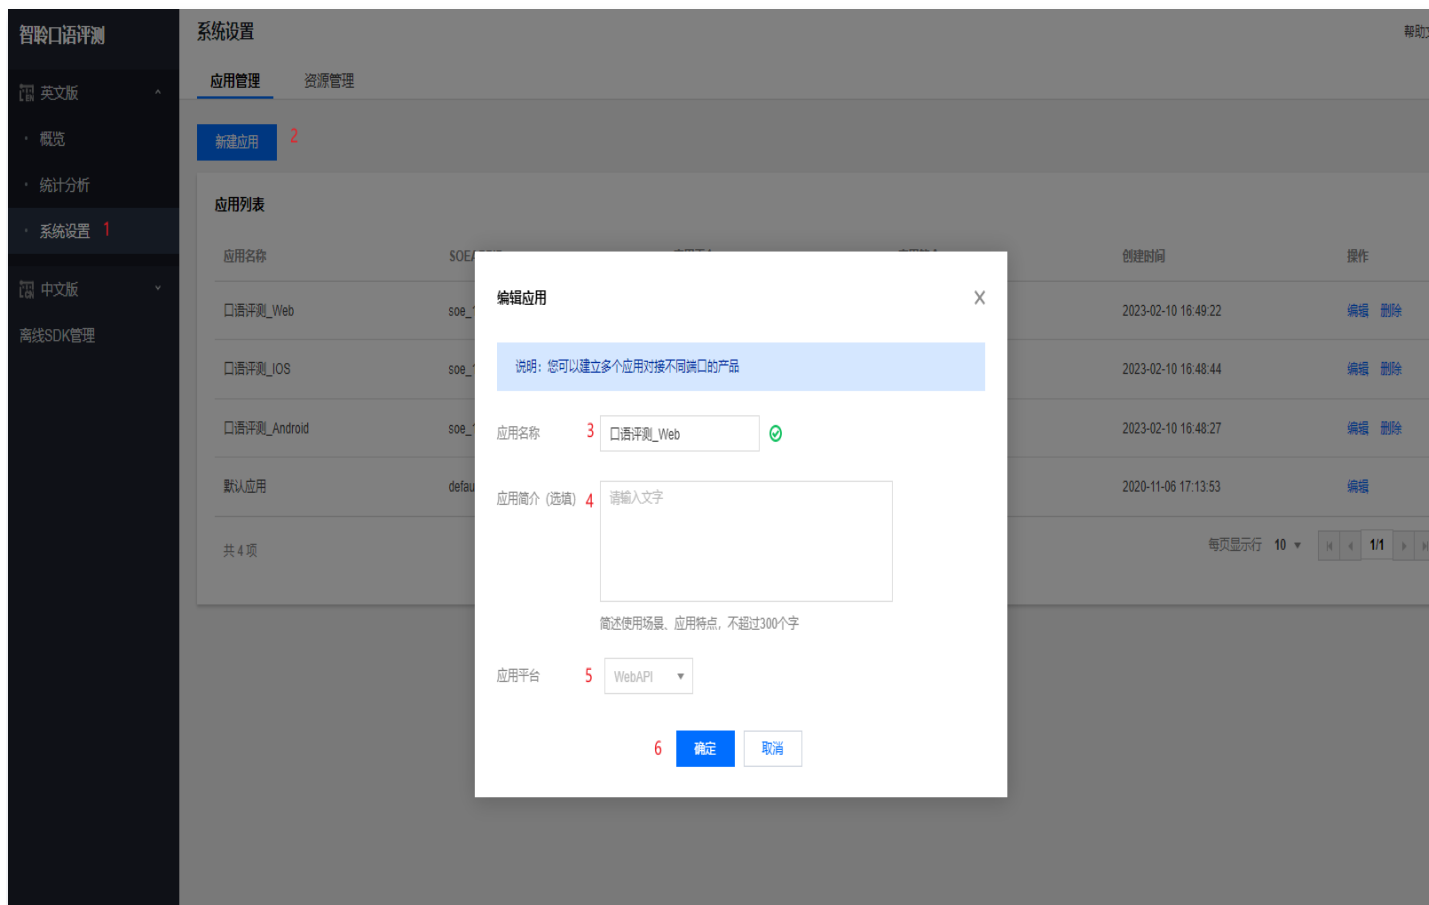 智聆口语评测
系统设置
帮助文
英文版
应用管理 资源管理
概览
新建应用 2
统计分析
应用列表
系统设置 1
应用名称 创建时间 操作
中文版
离线SDK管理
口语评测_Web soe_1 2023-02-10 16:49:22 编辑 删除
口语评测_IOS soe_1 2023-02-10 16:48:44 编辑 删除
口语评测_Android soe_1 2023-02-10 16:48:27 编辑 删除
默认应用 defau 2020-11-06 17:13:53 编辑
共 4 项
每页显示行 10 1/1
编辑应用 X
说明：您可以建立多个应用对接不同端口的产品
应用名称 3 口语评测_Web
应用简介（选填） 4 请输入文字
简述使用场景、应用特点，不超过300个字
应用平台 5 WebAPI
6 确定 取消